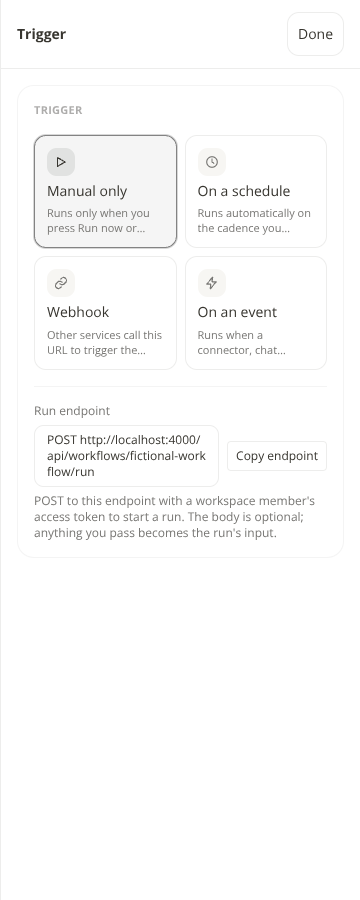 Trigger
Done
TRIGGER
Manual only
Runs only when you
press Run now or…
On a schedule
Runs automatically on
the cadence you…
Webhook
Other services call this
URL to trigger the…
On an event
Runs when a
connector, chat…
Run endpoint
POST http://localhost:4000/
api/workflows/fictional-work
flow/run
Copy endpoint
POST to this endpoint with a workspace member's
access token to start a run. The body is optional;
anything you pass becomes the run's input.